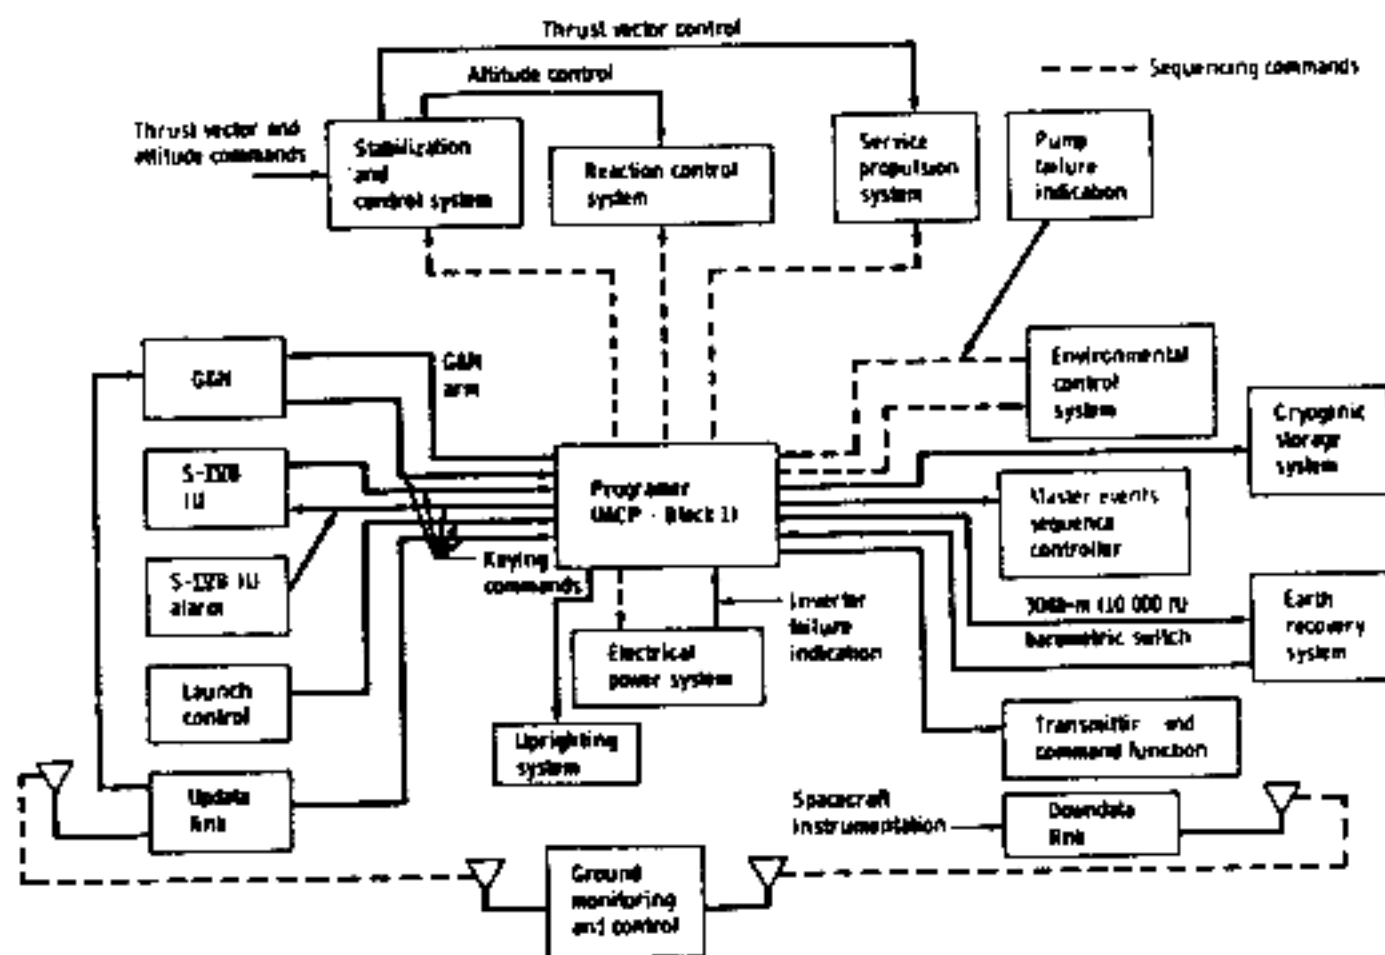 Thrust vector control
Attitude control
Sequencing commands
Thrust vector and
attitude commands
Stabilization
and
control system
Reaction control
system
Service
propulsion
system
Pump
failure
indication
G&N
G&N
arm
Environmental
control
system
Cryogenic
storage
system
S-IVB
IU
Programer
(MCP - Block I)
Master events
sequence
controller
S-IVB IU
alarm
Keying
commands
Inverter
failure
indication
3048-m (10 000 ft)
barometric switch
Earth
recovery
system
Electrical
power system
Launch
control
Uprighting
system
Transmitter and
command function
Updata
link
Spacecraft
instrumentation
Downdata
link
Ground
monitoring
and control